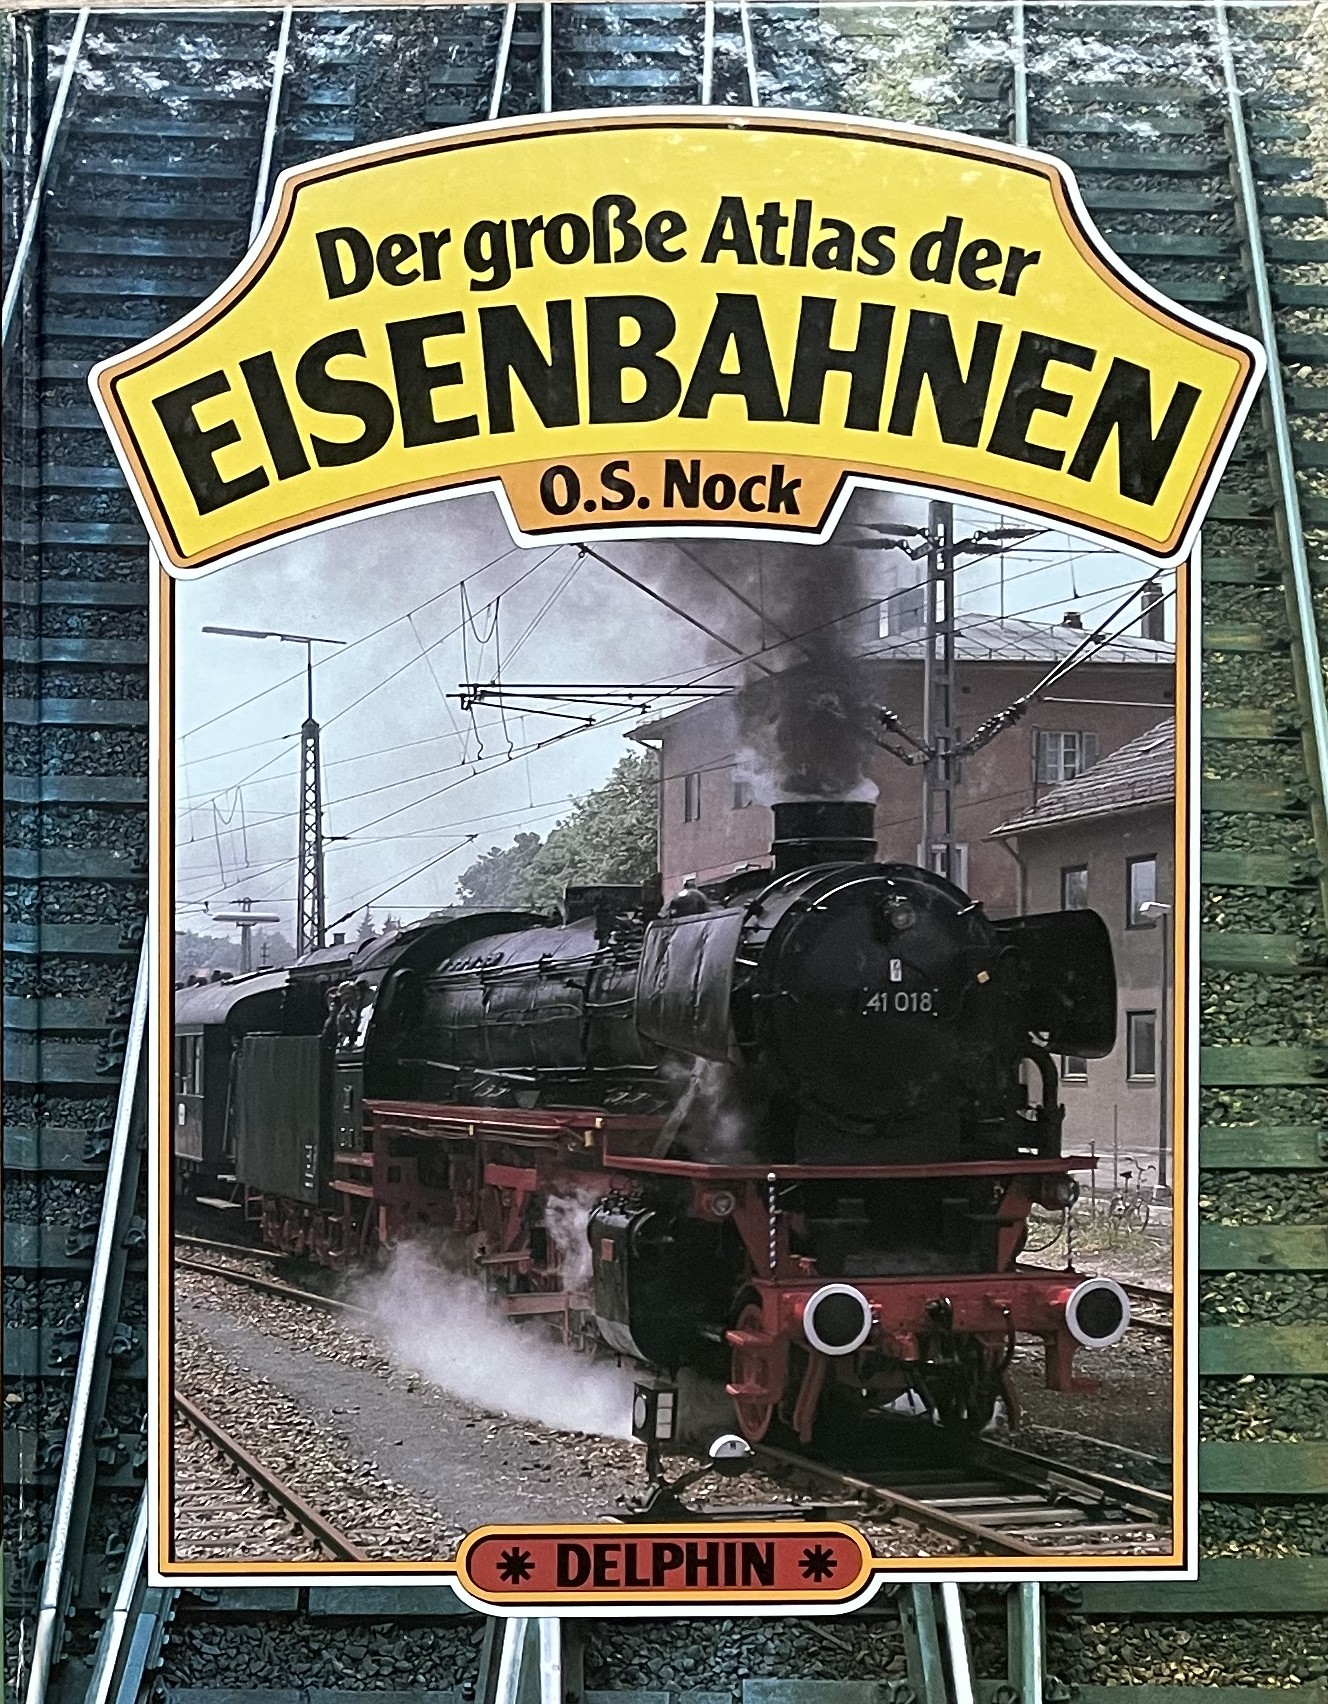 Der große Atlas der
EISENBAHNEN
O.S. Nock
41 018
DELPHIN